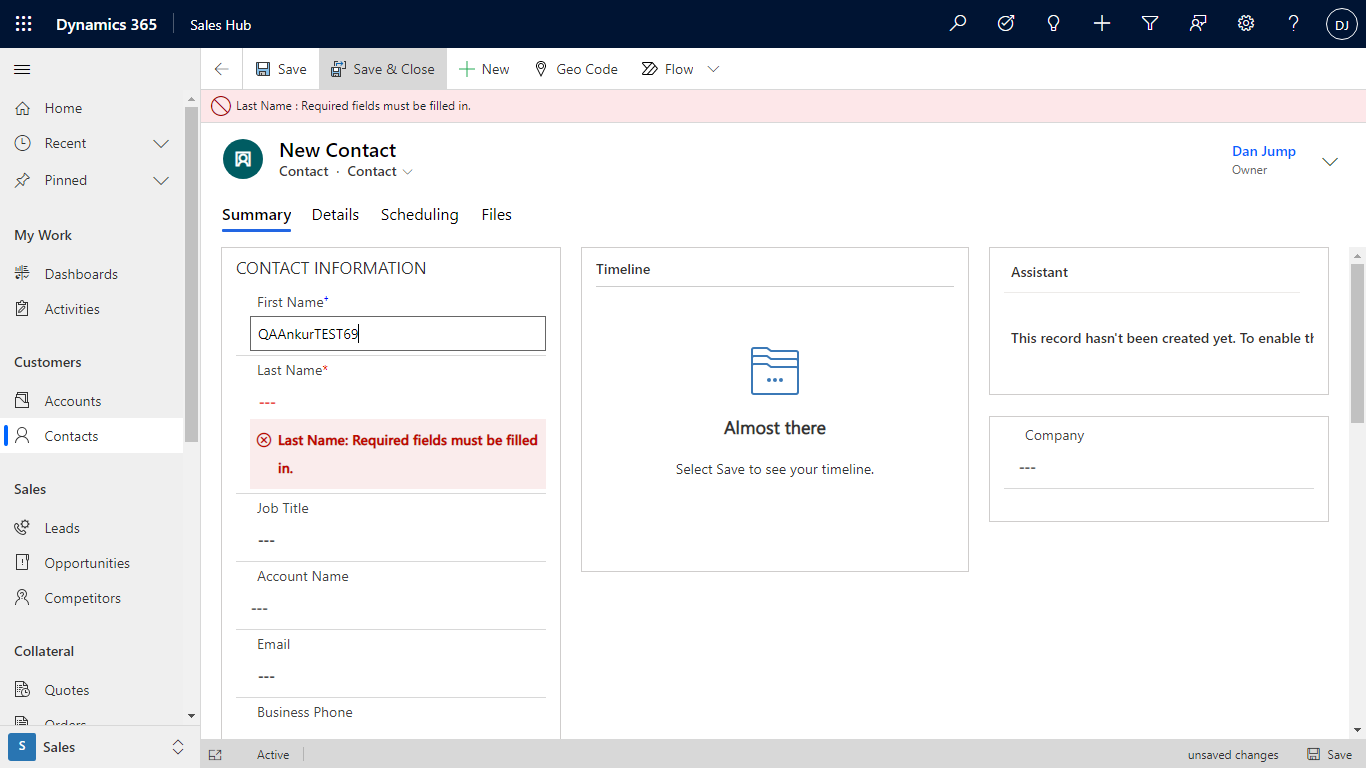 Dynamics 365
Sales Hub
DJ
Save
Save & Close
New
Geo Code
Flow
Last Name : Required fields must be filled in.
Home
Recent
Pinned
My Work
Dashboards
Activities
Customers
Accounts
Contacts
Sales
Leads
Opportunities
Competitors
Collateral
Quotes
Orders
S
Sales
New Contact
Contact · Contact
Dan Jump
Owner
Summary
Details
Scheduling
Files
CONTACT INFORMATION
First Name+
QAAnkurTEST69
Last Name*
---
Last Name: Required fields must be filled
in.
Job Title
---
Account Name
---
Email
---
Business Phone
Timeline
Almost there
Select Save to see your timeline.
Assistant
This record hasn't been created yet. To enable
Company
---
Active
unsaved changes
Save